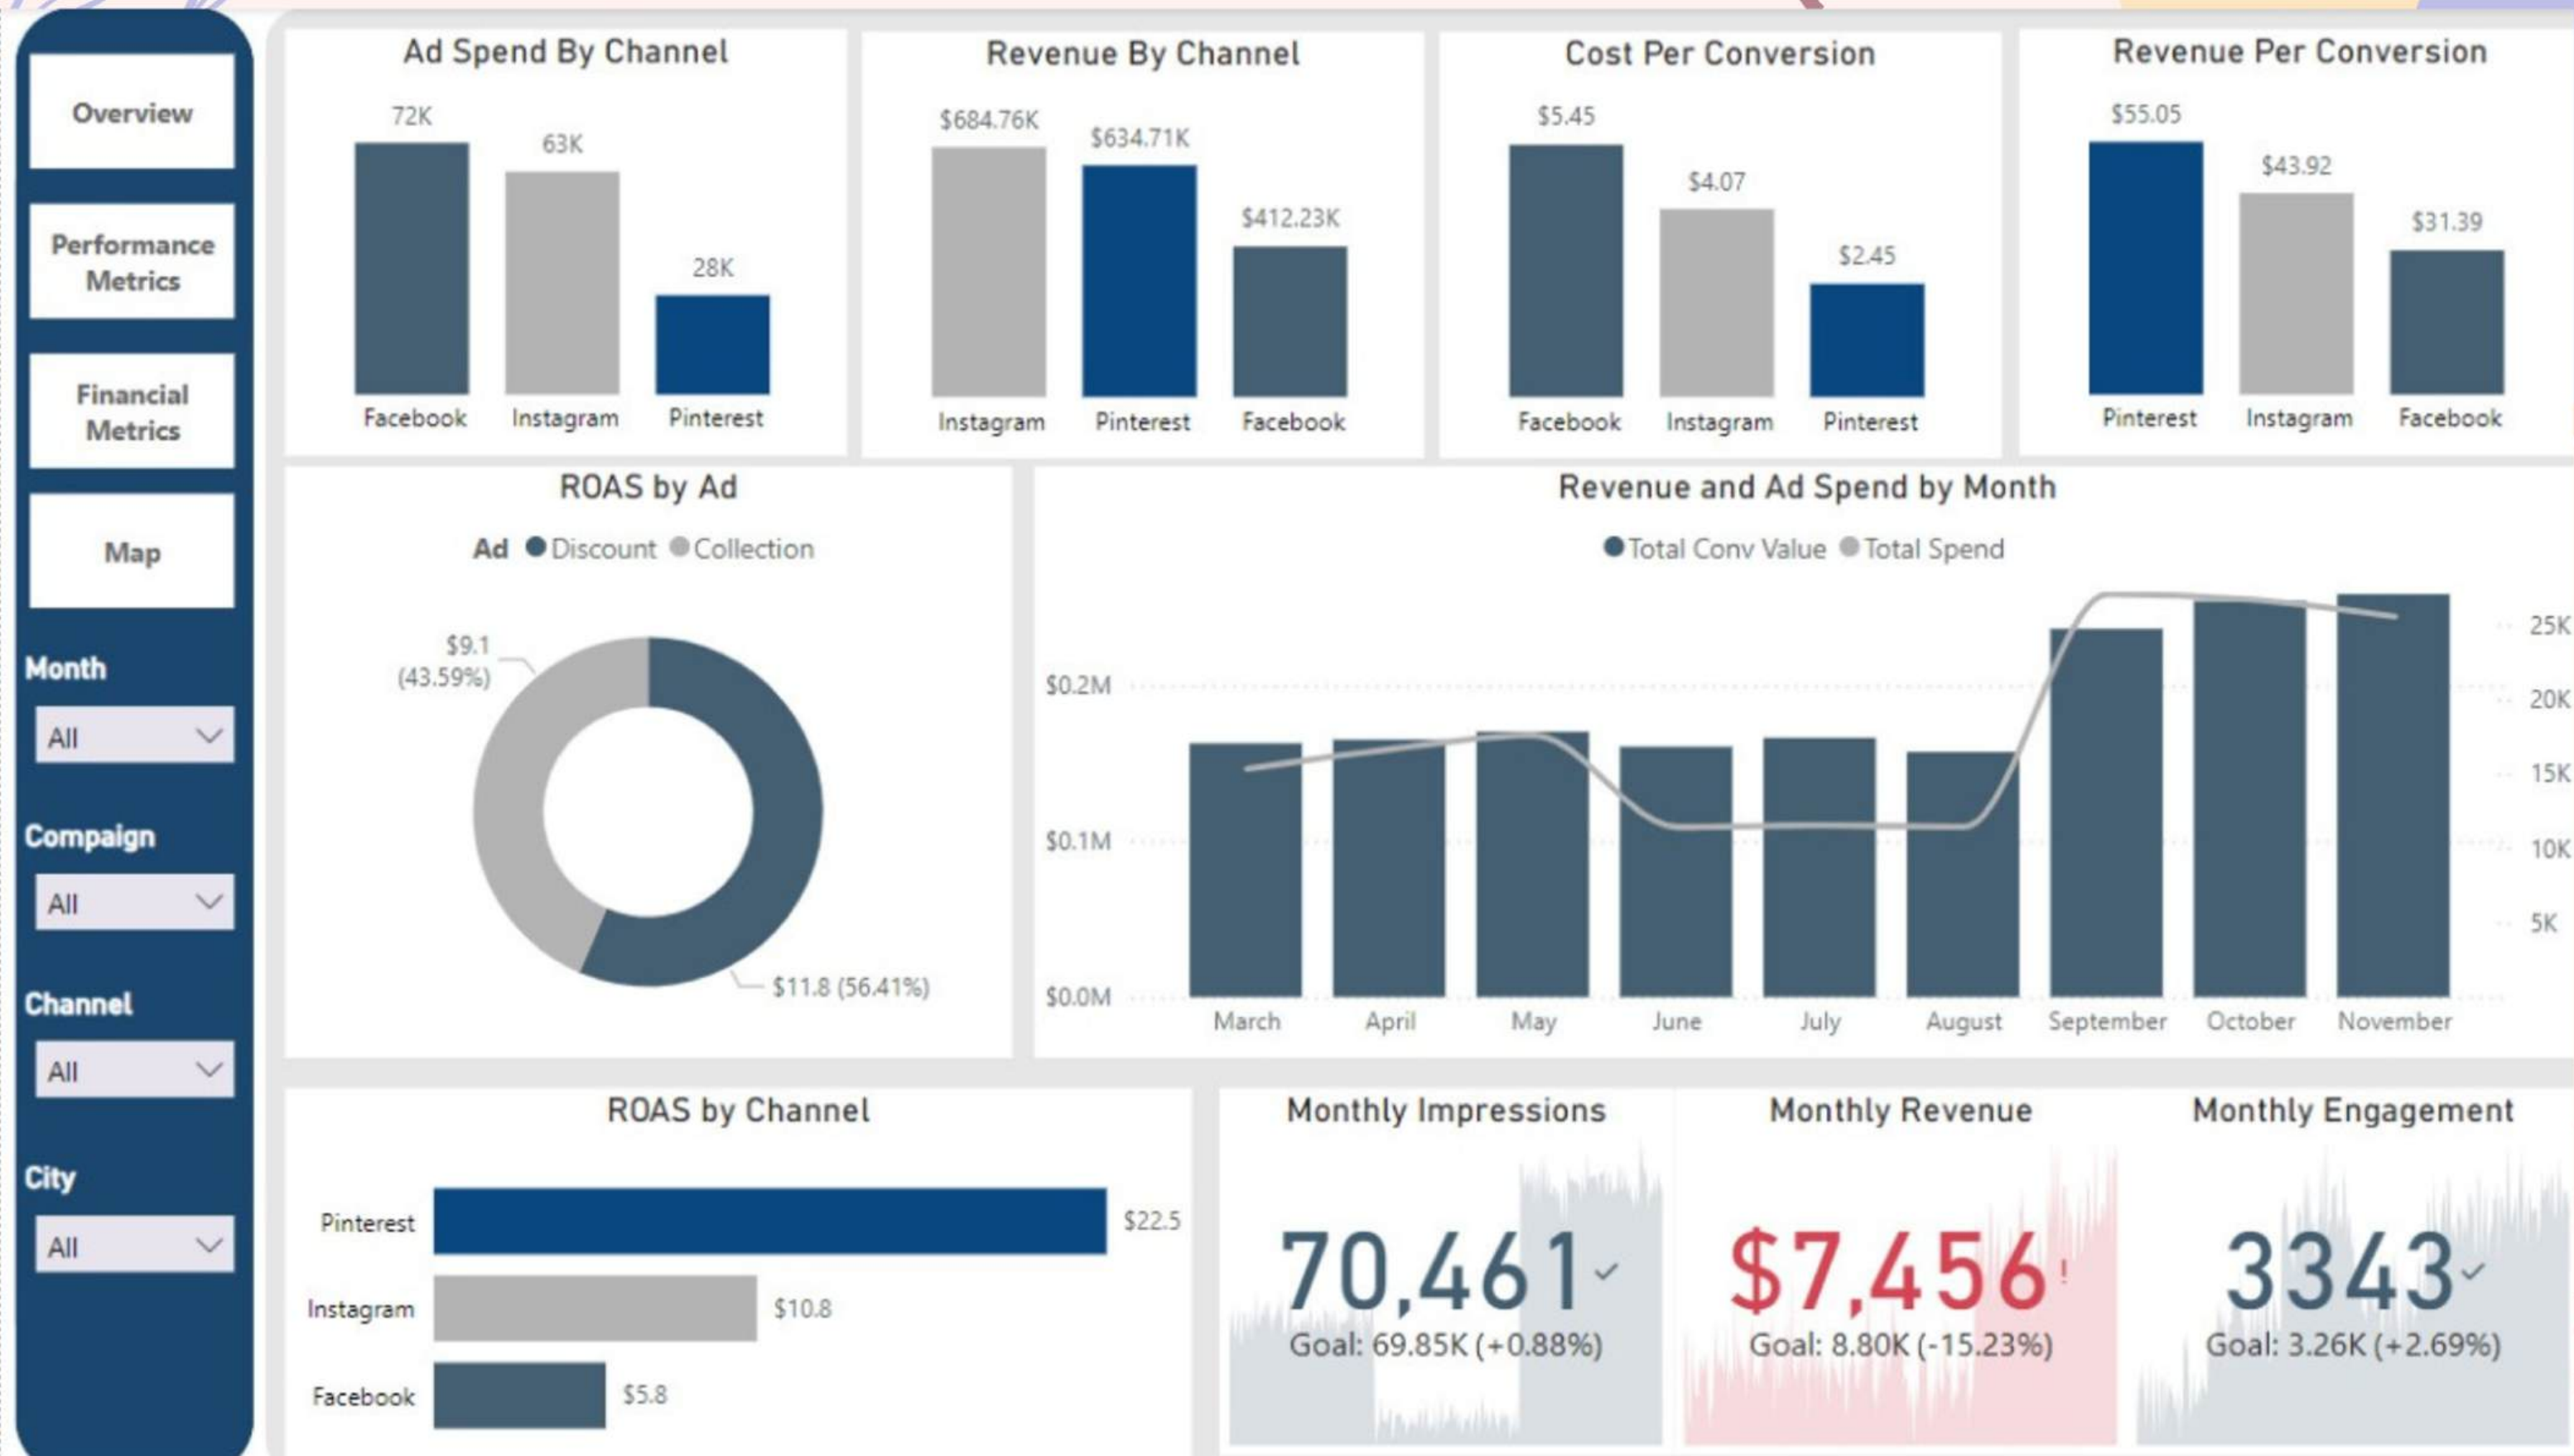 Overview
Performance
Metrics
Financial
Metrics
Map
Month
All
Compaign
All
Channel
All
City
All
Ad Spend By Channel
72K
63K
28K
Facebook Instagram Pinterest
Revenue By Channel
$684.76K
$634.71K
$412.23K
Instagram Pinterest Facebook
Cost Per Conversion
$5.45
$4.07
$2.45
Facebook Instagram Pinterest
Revenue Per Conversion
$55.05
$43.92
$31.39
Pinterest Instagram Facebook
ROAS by Ad
Ad Discount Collection
$9.1
(43.59%)
$11.8 (56.41%)
Revenue and Ad Spend by Month
Total Conv Value Total Spend
$0.2M
$0.1M
$0.0M
25K
20K
15K
10K
5K
March April May June July August September October November
ROAS by Channel
Pinterest $22.5
Instagram $10.8
Facebook $5.8
Monthly Impressions
70,461
Goal: 69.85K (+0.88%)
Monthly Revenue
$7,456!
Goal: 8.80K (-15.23%)
Monthly Engagement
3343
Goal: 3.26K (+2.69%)